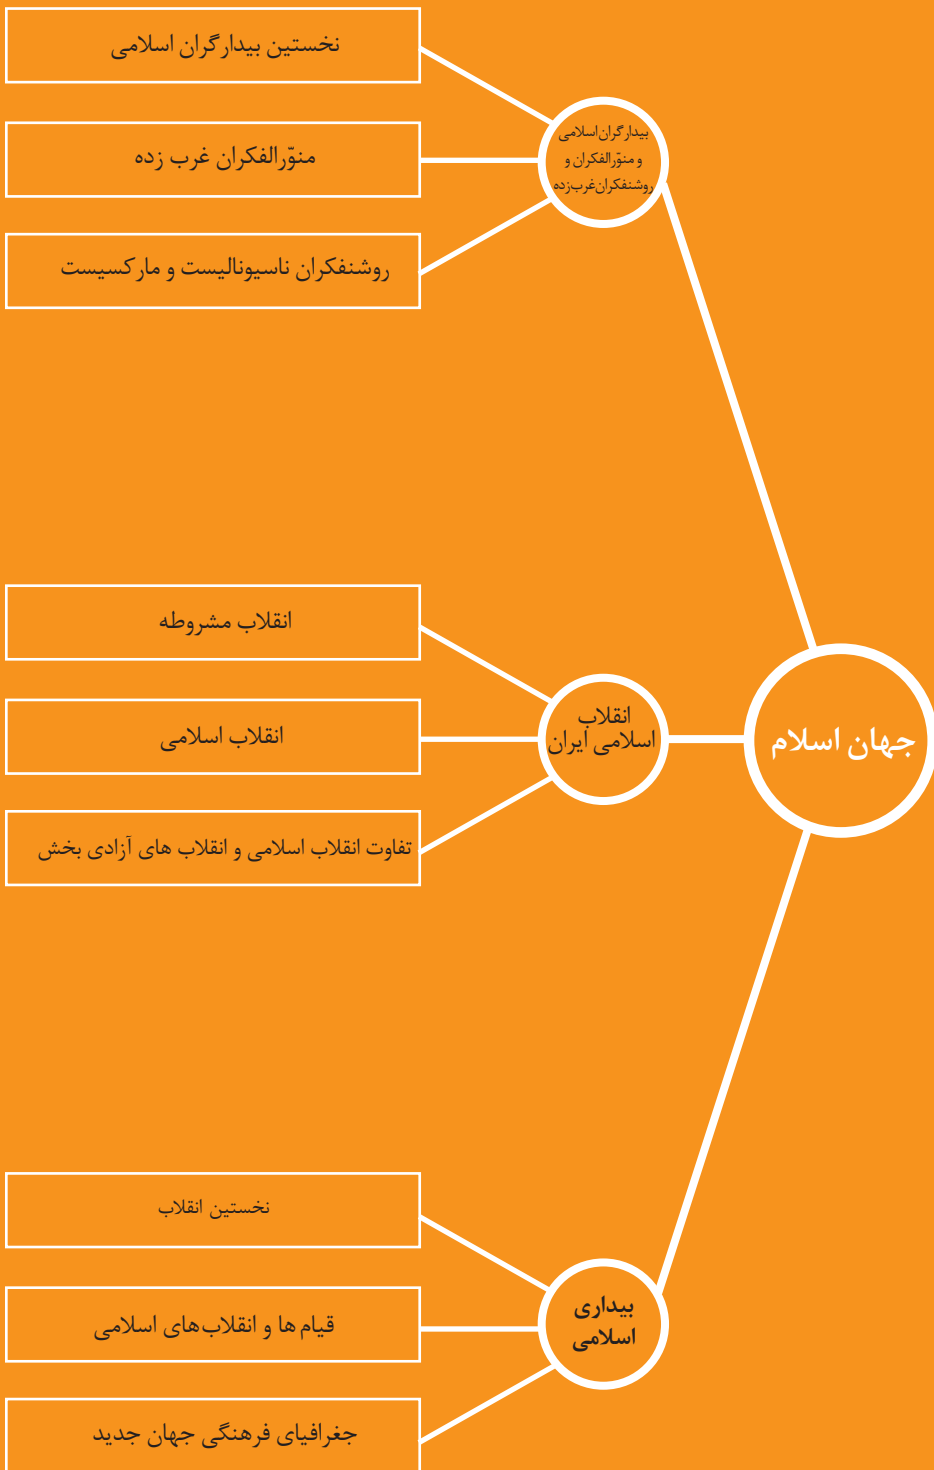 جهان اسلام
بیدارگران اسلامی
و منوّرالفکران و
روشنفکران غرب‌زده
نخستین بیدارگران اسلامی
منوّرالفکران غرب زده
روشنفکران ناسیونالیست و مارکسیست
انقلاب
اسلامی ایران
انقلاب مشروطه
انقلاب اسلامی
تفاوت انقلاب اسلامی و انقلاب های آزادی بخش
بیداری
اسلامی
نخستین انقلاب
قیام ها و انقلاب‌های اسلامی
جغرافیای فرهنگی جهان جدید